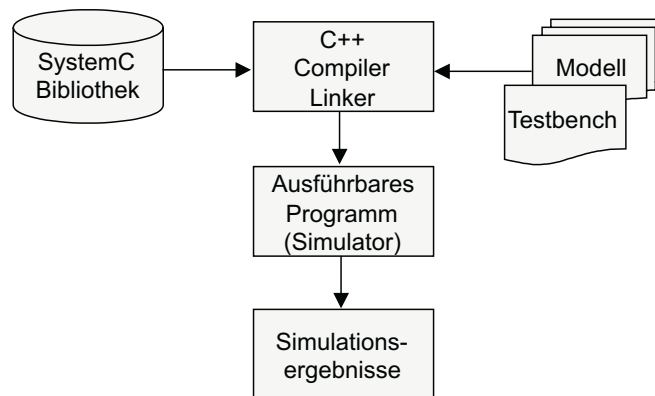 SystemC
Bibliothek
C++
Compiler
Linker
Modell
Testbench
Ausführbares
Programm
(Simulator)
Simulations-
ergebnisse